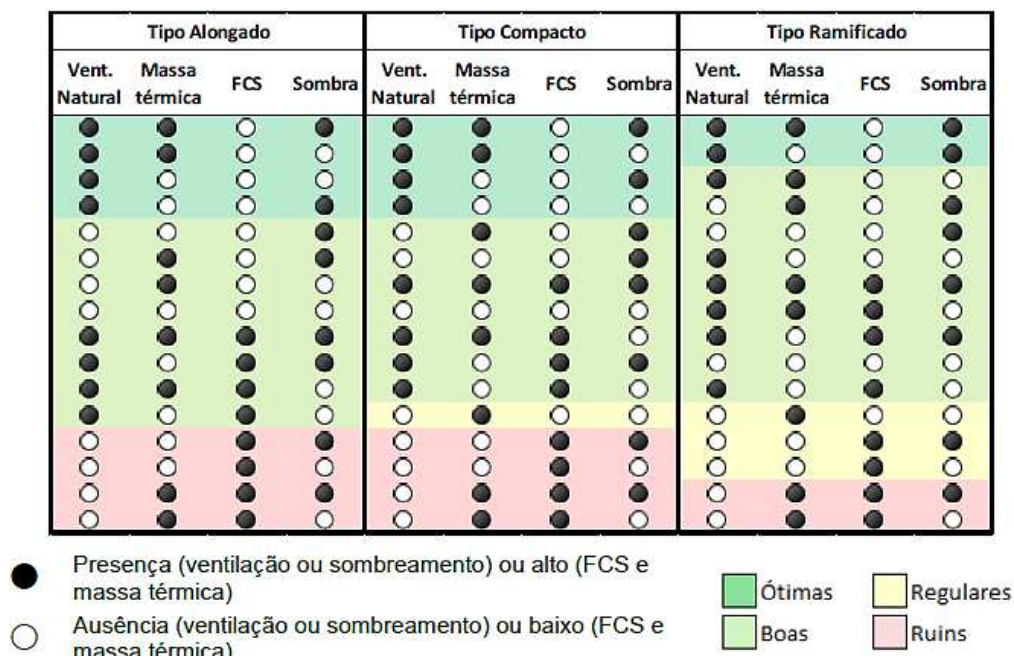 Tipo Alongado Tipo Compacto Tipo Ramificado
Vent. Natural Massa térmica FCS Sombra Vent. Natural Massa térmica FCS Sombra Vent. Natural Massa térmica FCS Sombra
Presença (ventilação ou sombreamento) ou alto (FCS e
massa térmica)
Ausência (ventilação ou sombreamento) ou baixo (FCS e
massa térmica)
Ótimas Regulares
Boas Ruins